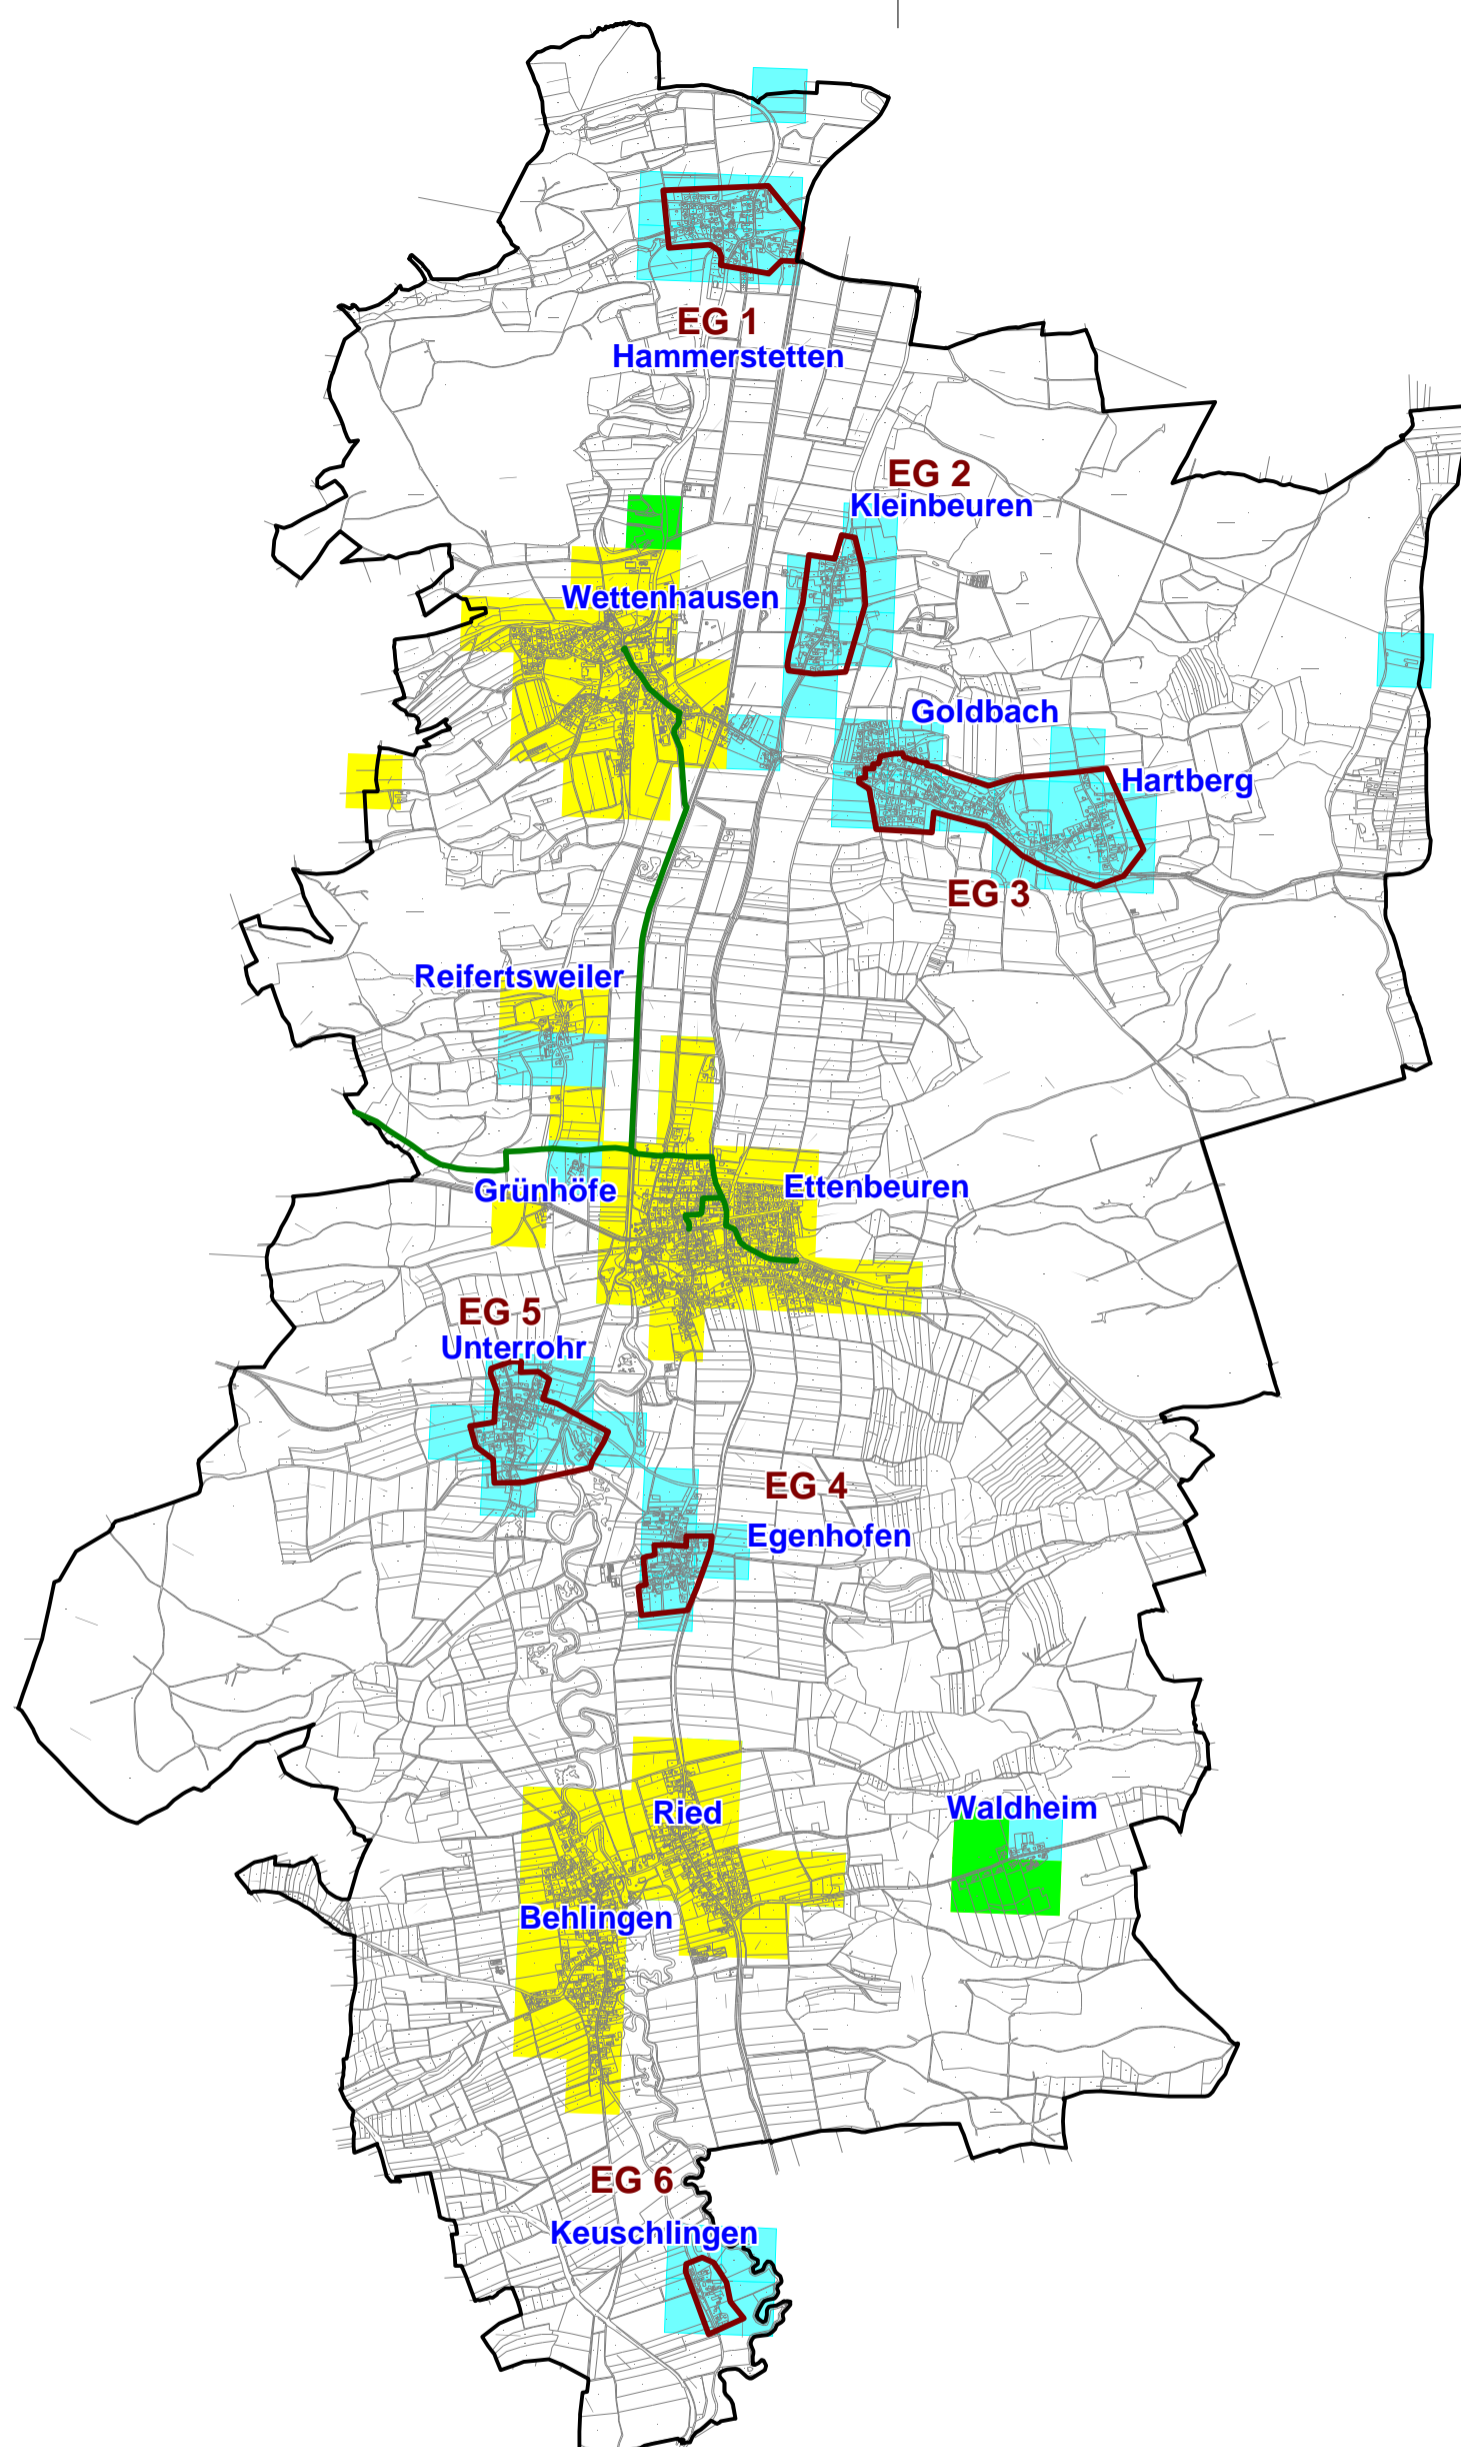 EG 1
Hammerstetten
EG 2
Kleinbeuren
Wettenhausen
Goldbach
Hartberg
EG 3
Reifertsweiler
Grünhöfe
Ettenbeuren
EG 5
Unterrohr
EG 4
Egenhofen
Waldheim
Ried
Behlingen
EG 6
Keuschlingen